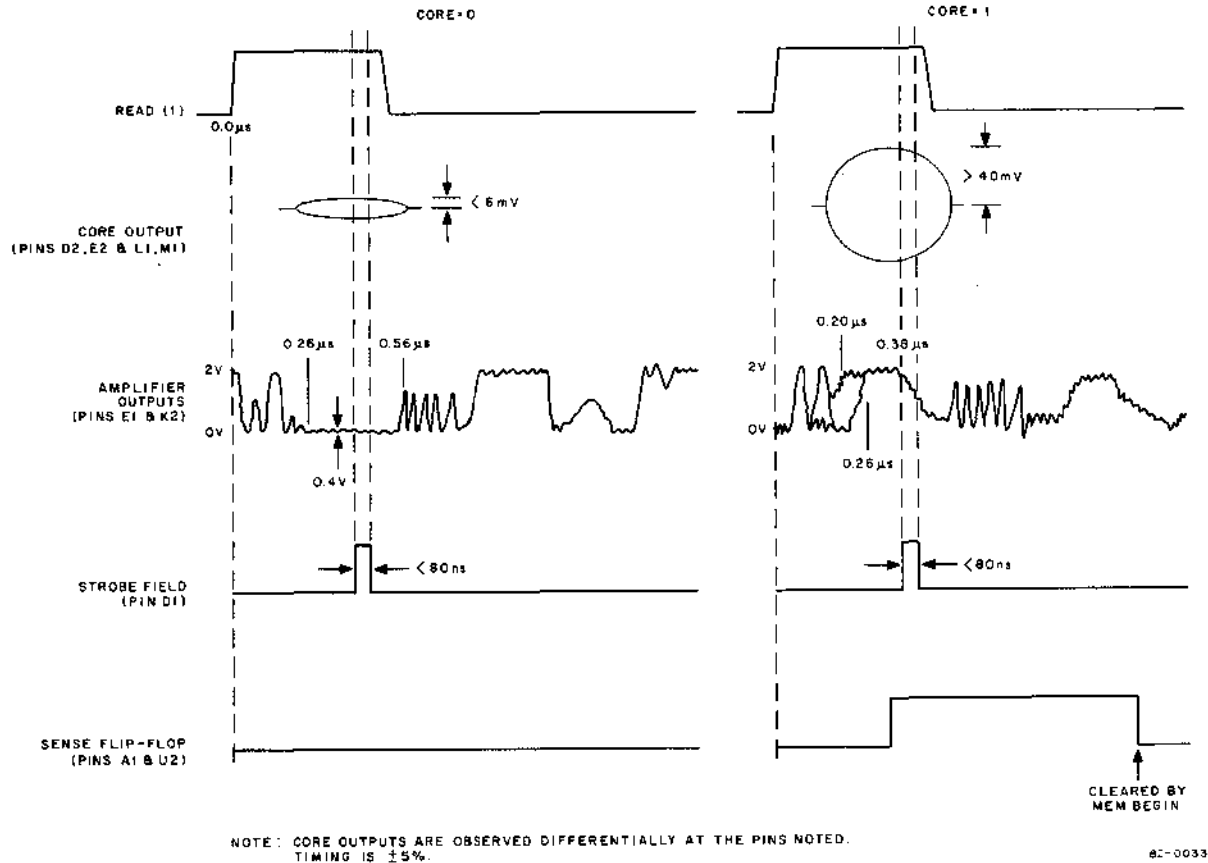 CORE=0
CORE=1
READ (1)
0.0µs
< 6mV
> 40mV
CORE OUTPUT
(PINS D2,E2 & L1,M1)
0.26µs
0.56µs
0.20µs
0.38µs
2V
2V
AMPLIFIER
OUTPUTS
(PINS E1 & K2)
0V
0V
0.4V
0.26µs
< 80ns
< 80ns
STROBE FIELD
(PIN D1)
SENSE FLIP-FLOP
(PINS A1 & U2)
CLEARED BY
MEM BEGIN
NOTE: CORE OUTPUTS ARE OBSERVED DIFFERENTIALLY AT THE PINS NOTED.
TIMING IS ±5%.